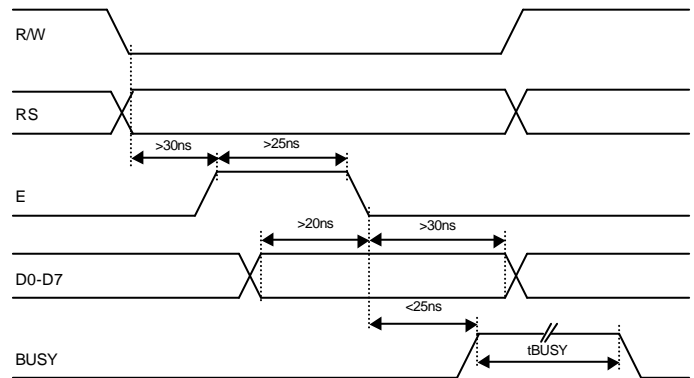 R/W
RS
>30ns >25ns
E
>20ns >30ns
D0-D7
<25ns
tBUSY
BUSY